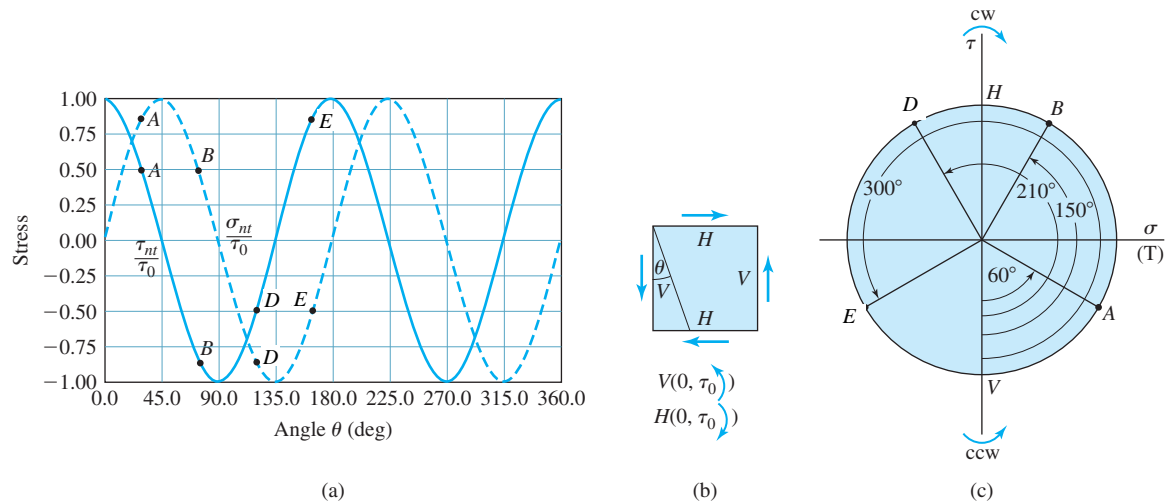 1.00
0.75
0.50
0.25
0.00
−0.25
−0.50
−0.75
−1.00
Stress
A
A
B
B
D
D
E
E
τnt
τ0
σnt
τ0
0.0 45.0 90.0 135.0 180.0 225.0 270.0 315.0 360.0
Angle θ (deg)
(a)
H
θ
V
V
H
V(0, τ0)
H(0, τ0)
(b)
cw
τ
H
D
B
300°
210°
150°
σ
(T)
60°
E
A
V
ccw
(c)